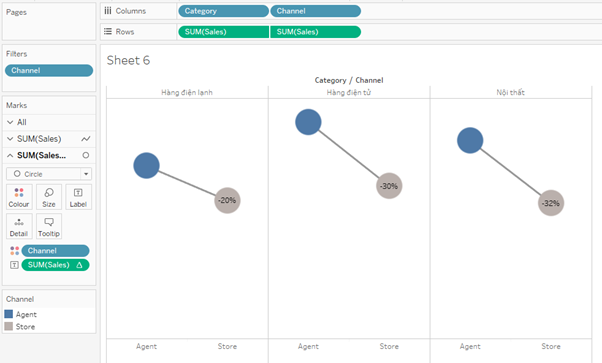 Pages
Columns
Category
Channel
Rows
SUM(Sales)
SUM(Sales)
Filters
Channel
Marks
All
SUM(Sales)
SUM(Sales...
Circle
Colour
Size
Label
Detail
Tooltip
Channel
SUM(Sales)
Channel
Agent
Store
Sheet 6
Category / Channel
Hàng điện lạnh
Hàng điện tử
Nội thất
-20%
-30%
-32%
Agent
Store
Agent
Store
Agent
Store